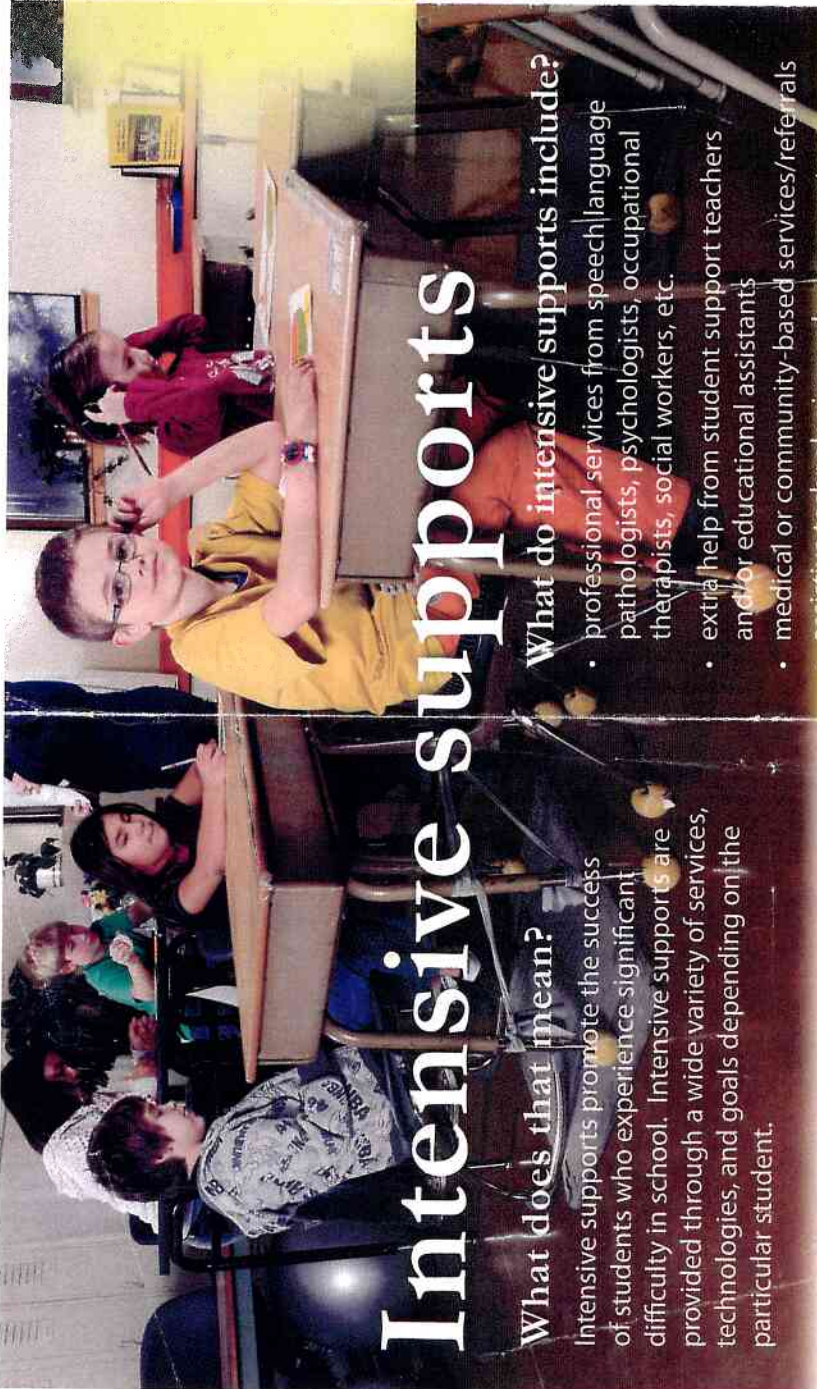 Intensive supports
What does that mean?
Intensive supports promote the success
of students who experience significant
difficulty in school. Intensive supports are
provided through a wide variety of services,
technologies, and goals depending on the
particular student.
What do intensive supports include?
• professional services from speech language
pathologists, psychologists, occupational
therapists, social workers, etc.
• extra help from student support teachers
and/or educational assistants
• medical or community-based services/referrals